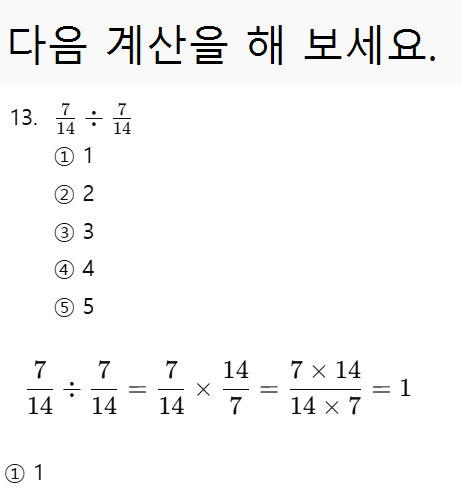 다음 계산을 해 보세요.
13. 7/14 ÷ 7/14
① 1
② 2
③ 3
④ 4
⑤ 5
7/14 ÷ 7/14 = 7/14 × 14/7 = (7 × 14)/(14 × 7) = 1
① 1